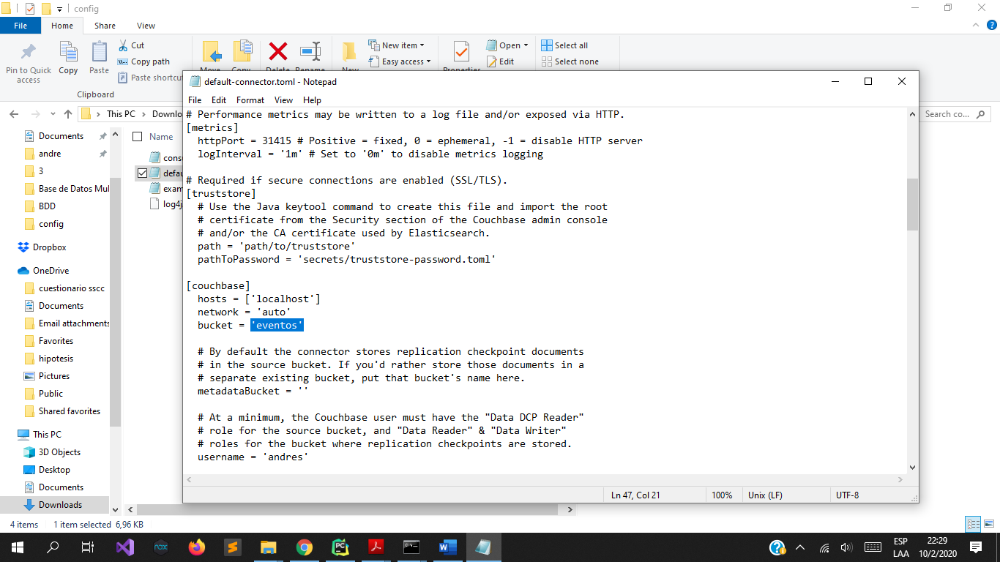 config
File
Home
Share
View
Pin to Quick access
Copy
Paste
Cut
Copy path
Paste shortcu
Clipboard
Move
Delete
Rename
New
New item
Easy access
Properties
Open
Edit
Select all
Select none
This PC
Downlo
Search co...
Documents
andre
3
Base de Datos Mul
BDD
config
Dropbox
OneDrive
cuestionario sscc
Documents
Email attachments
Favorites
hipotesis
Pictures
Public
Shared favorites
This PC
3D Objects
Desktop
Documents
Downloads
Name
consu
defau
exam
log4j
default-connector.toml - Notepad
File Edit Format View Help
# Performance metrics may be written to a log file and/or exposed via HTTP.
[metrics]
httpPort = 31415 # Positive = fixed, 0 = ephemeral, -1 = disable HTTP server
logInterval = '1m' # Set to '0m' to disable metrics logging
# Required if secure connections are enabled (SSL/TLS).
[truststore]
# Use the Java keytool command to create this file and import the root
# certificate from the Security section of the Couchbase admin console
# and/or the CA certificate used by Elasticsearch.
path = 'path/to/truststore'
pathToPassword = 'secrets/truststore-password.toml'
[couchbase]
hosts = ['localhost']
network = 'auto'
bucket = 'eventos'
# By default the connector stores replication checkpoint documents
# in the source bucket. If you'd rather store those documents in a
# separate existing bucket, put that bucket's name here.
metadataBucket = ''
# At a minimum, the Couchbase user must have the "Data DCP Reader"
# role for the source bucket, and "Data Reader" & "Data Writer"
# roles for the bucket where replication checkpoints are stored.
username = 'andres'
Ln 47, Col 21
100%
Unix (LF)
UTF-8
4 items
1 item selected 6,96 KB
ESP
LAA
22:29
10/2/2020